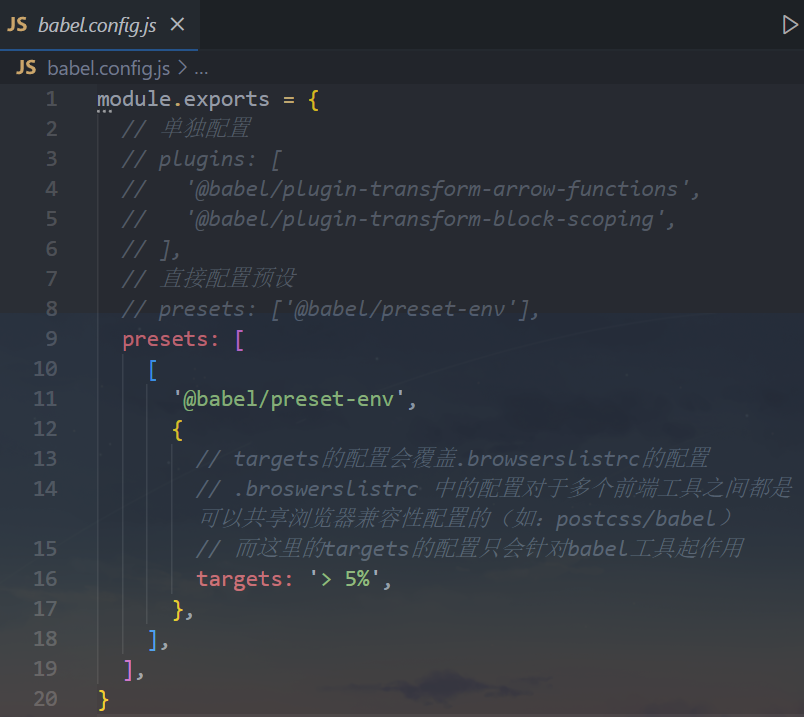 JS babel.config.js ×
JS babel.config.js > ...
1 module.exports = {
2 // 单独配置
3 // plugins: [
4 //   '@babel/plugin-transform-arrow-functions',
5 //   '@babel/plugin-transform-block-scoping',
6 // ],
7 // 直接配置预设
8 // presets: ['@babel/preset-env'],
9 presets: [
10 [
11 '@babel/preset-env',
12 {
13 // targets的配置会覆盖.browserslistrc的配置
14 // .broswerslistrc 中的配置对于多个前端工具之间都是
可以共享浏览器兼容性配置的（如：postcss/babel）
15 // 而这里的targets的配置只会针对babel工具起作用
16 targets: '> 5%',
17 },
18 ],
19 ],
20 }